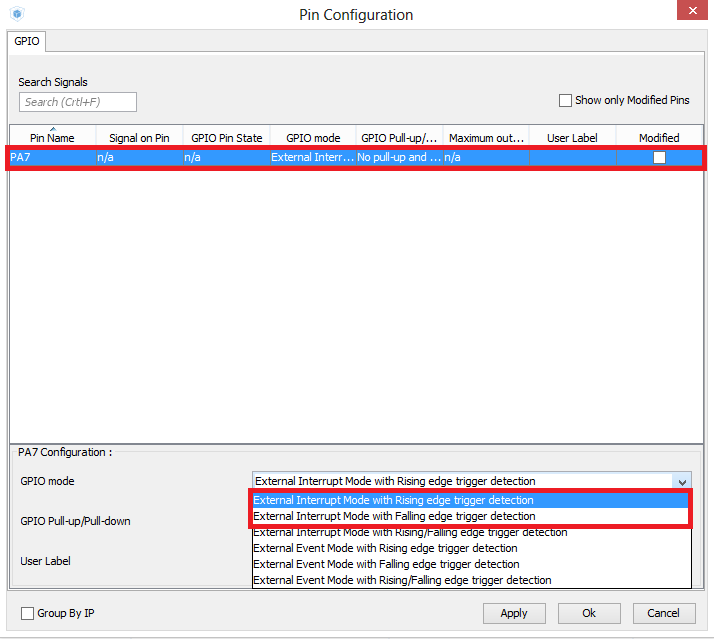 Pin Configuration
GPIO
Search Signals
Search (Crtl+F)
Show only Modified Pins
Pin Name Signal on Pin GPIO Pin State GPIO mode GPIO Pull-up/... Maximum out... User Label Modified
PA7 n/a n/a External Interr... No pull-up and ... n/a
PA7 Configuration :
GPIO mode External Interrupt Mode with Rising edge trigger detection
External Interrupt Mode with Rising edge trigger detection
External Interrupt Mode with Falling edge trigger detection
GPIO Pull-up/Pull-down
External Interrupt Mode with Rising/Falling edge trigger detection
External Event Mode with Rising edge trigger detection
User Label External Event Mode with Falling edge trigger detection
External Event Mode with Rising/Falling edge trigger detection
Group By IP Apply Ok Cancel